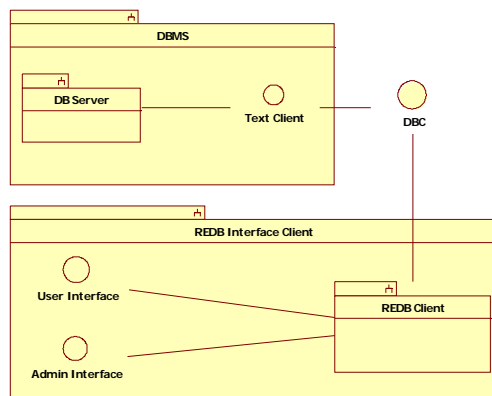 DBMS
DB Server
Text Client
DBC
REDB Interface Client
User Interface
REDB Client
Admin Interface